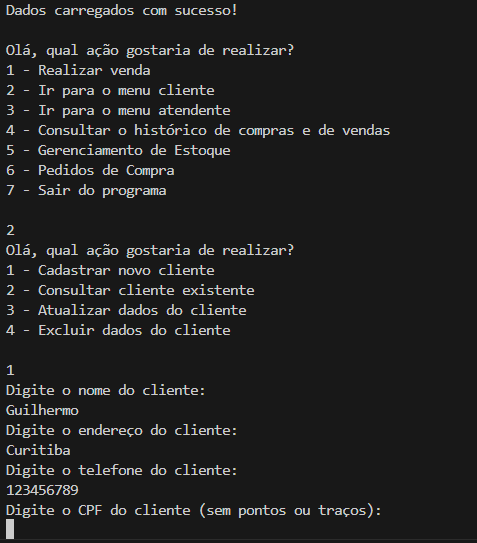 Dados carregados com sucesso!
Olá, qual ação gostaria de realizar?
1 - Realizar venda
2 - Ir para o menu cliente
3 - Ir para o menu atendente
4 - Consultar o histórico de compras e de vendas
5 - Gerenciamento de Estoque
6 - Pedidos de Compra
7 - Sair do programa
2
Olá, qual ação gostaria de realizar?
1 - Cadastrar novo cliente
2 - Consultar cliente existente
3 - Atualizar dados do cliente
4 - Excluir dados do cliente
1
Digite o nome do cliente:
Guilhermo
Digite o endereço do cliente:
Curitiba
Digite o telefone do cliente:
123456789
Digite o CPF do cliente (sem pontos ou traços):